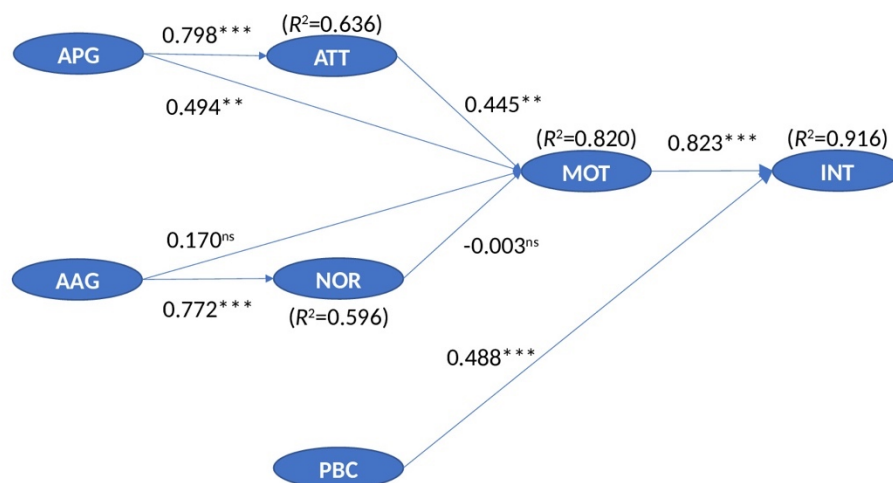 0.798*** (R²=0.636)
APG ATT
0.494** 0.445**
(R²=0.820) 0.823*** (R²=0.916)
MOT INT
0.170ⁿˢ -0.003ⁿˢ
AAG NOR
0.772*** (R²=0.596)
0.488***
PBC